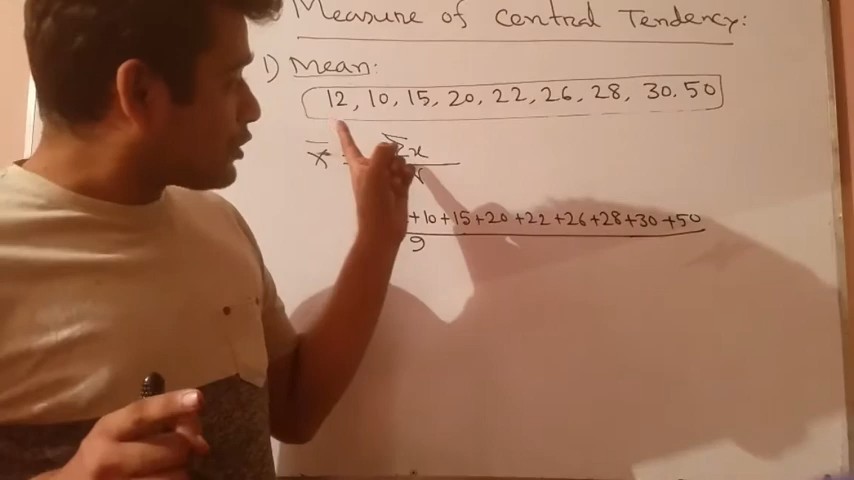 Measure of Central Tendency:
1) Mean:
12, 10, 15, 20, 22, 26, 28, 30, 50
x̄ = Σx
+10+15+20+22+26+28+30+50
9